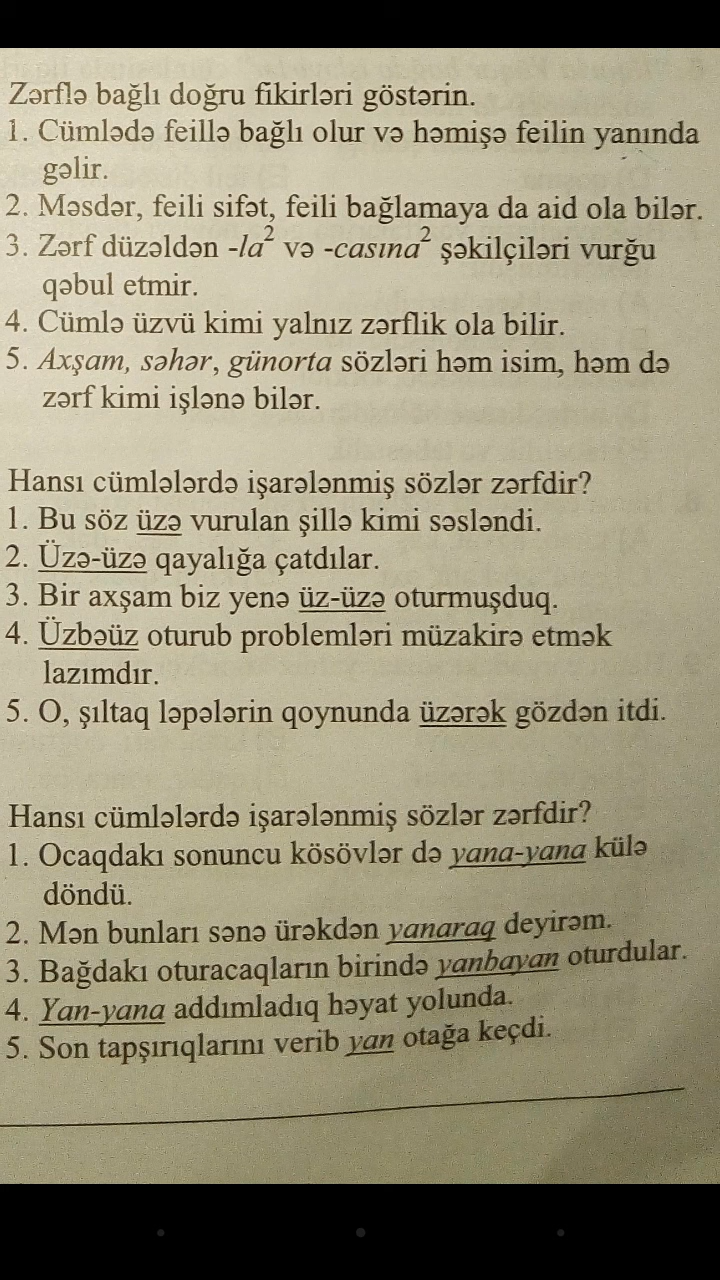 Zərflə bağlı doğru fikirləri göstərin.
1. Cümlədə feillə bağlı olur və həmişə feilin yanında
gəlir.
2. Məsdər, feili sifət, feili bağlamaya da aid ola bilər.
3. Zərf düzəldən -la² və -casına² şəkilçiləri vurğu
qəbul etmir.
4. Cümlə üzvü kimi yalnız zərflik ola bilir.
5. Axşam, səhər, günorta sözləri həm isim, həm də
zərf kimi işlənə bilər.
Hansı cümlələrdə işarələnmiş sözlər zərfdir?
1. Bu söz üzə vurulan şillə kimi səsləndi.
2. Üzə-üzə qayalığa çatdılar.
3. Bir axşam biz yenə üz-üzə oturmuşduq.
4. Üzbəüz oturub problemləri müzakirə etmək
lazımdır.
5. O, şıltaq ləpələrin qoynunda üzərək gözdən itdi.
Hansı cümlələrdə işarələnmiş sözlər zərfdir?
1. Ocaqdakı sonuncu kösövlər də yana-yana külə
döndü.
2. Mən bunları sənə ürəkdən yanaraq deyirəm.
3. Bağdakı oturacaqların birində yanbayan oturdular.
4. Yan-yana addımladıq həyat yolunda.
5. Son tapşırıqlarını verib yan otağa keçdi.